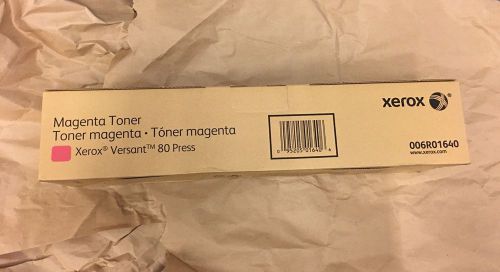 Magenta Toner
Toner magenta • Tóner magenta
Xerox® Versant™ 80 Press
xerox
006R01640
www.xerox.com